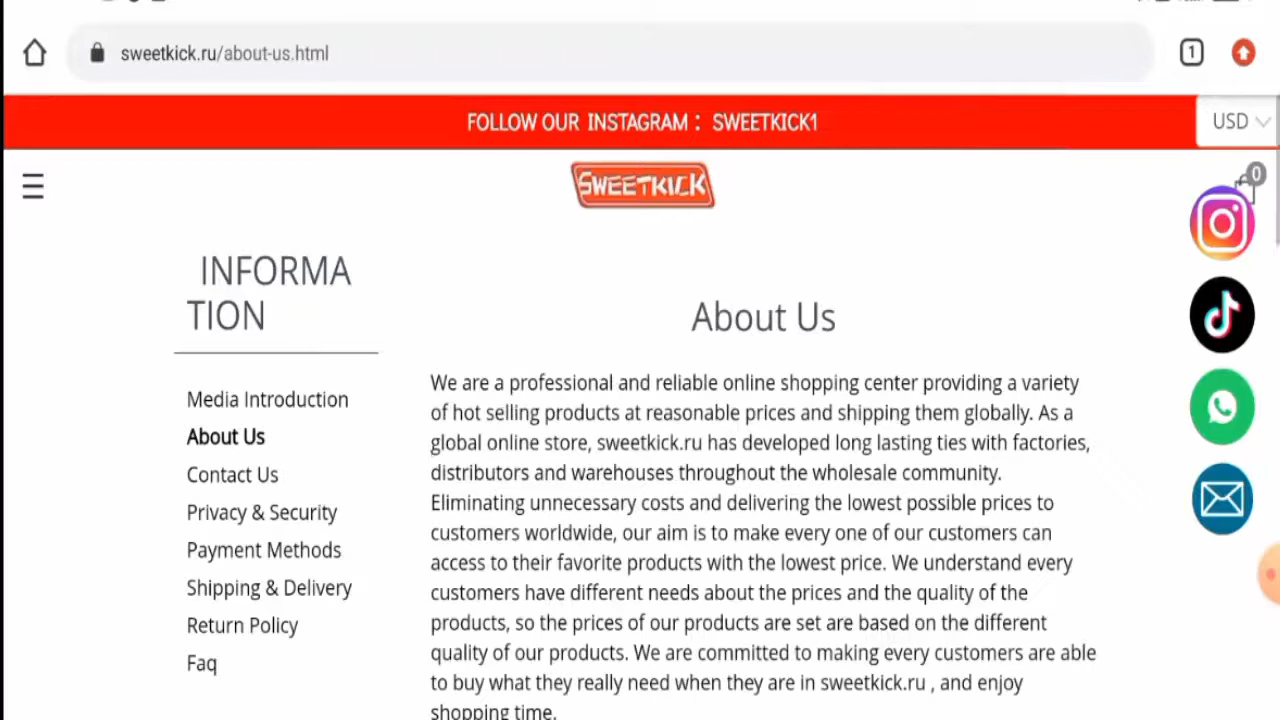 sweetkick.ru/about-us.html
1
FOLLOW OUR INSTAGRAM： SWEETKICK1
USD
SWEETKICK
0
INFORMA
TION
Media Introduction
About Us
Contact Us
Privacy & Security
Payment Methods
Shipping & Delivery
Return Policy
Faq
About Us
We are a professional and reliable online shopping center providing a variety
of hot selling products at reasonable prices and shipping them globally. As a
global online store, sweetkick.ru has developed long lasting ties with factories,
distributors and warehouses throughout the wholesale community.
Eliminating unnecessary costs and delivering the lowest possible prices to
customers worldwide, our aim is to make every one of our customers can
access to their favorite products with the lowest price. We understand every
customers have different needs about the prices and the quality of the
products, so the prices of our products are set are based on the different
quality of our products. We are committed to making every customers are able
to buy what they really need when they are in sweetkick.ru , and enjoy
shopping time.